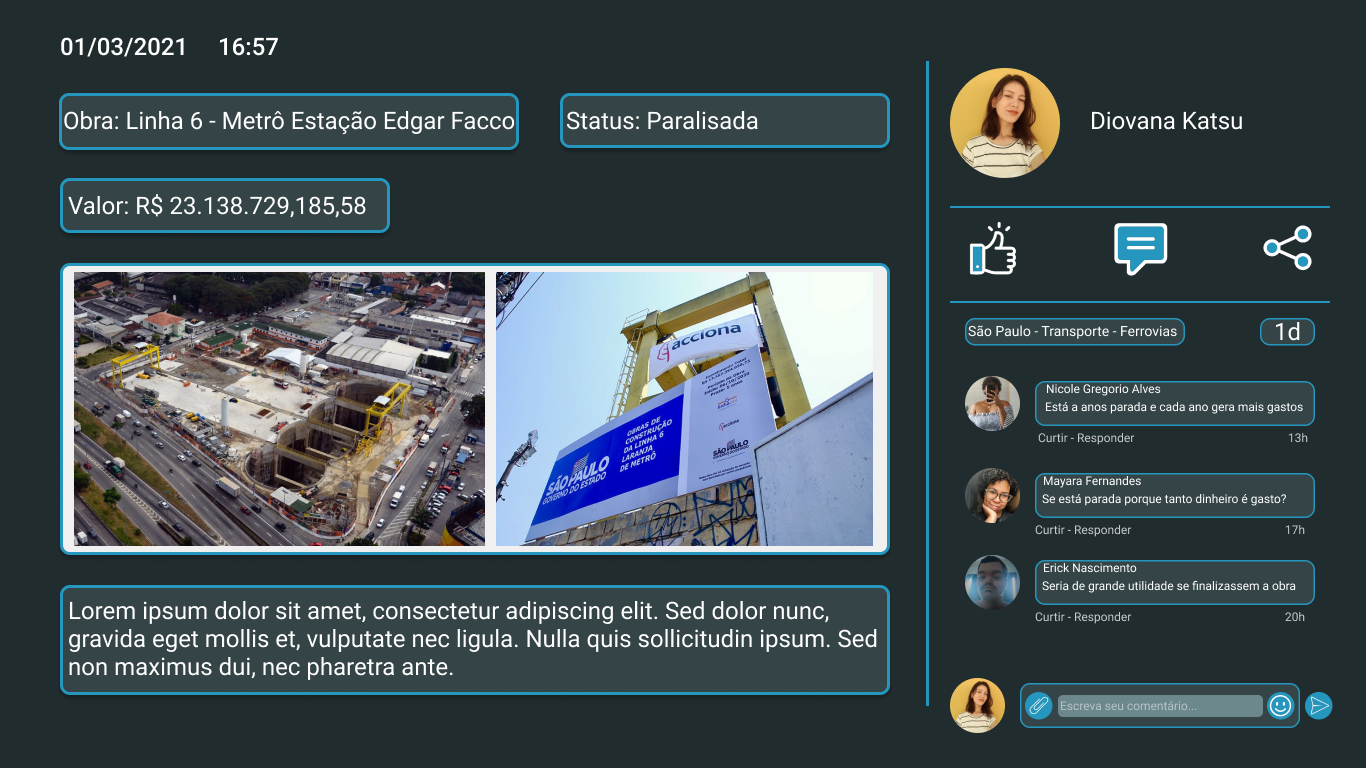 01/03/2021 16:57
Obra: Linha 6 - Metrô Estação Edgar Facco
Status: Paralisada
Valor: R$ 23.138.729,185,58
acciona
OBRAS DE
CONSTRUÇÃO
DA LINHA 6
LARANJA
DE METRÔ
SÃO PAULO
GOVERNO DO ESTADO
acciona
SÃO PAULO
Lorem ipsum dolor sit amet, consectetur adipiscing elit. Sed dolor nunc,
gravida eget mollis et, vulputate nec ligula. Nulla quis sollicitudin ipsum. Sed
non maximus dui, nec pharetra ante.
Diovana Katsu
São Paulo - Transporte - Ferrovias
1d
Nicole Gregorio Alves
Está a anos parada e cada ano gera mais gastos
Curtir - Responder 13h
Mayara Fernandes
Se está parada porque tanto dinheiro é gasto?
Curtir - Responder 17h
Erick Nascimento
Seria de grande utilidade se finalizassem a obra
Curtir - Responder 20h
Escreva seu comentário...